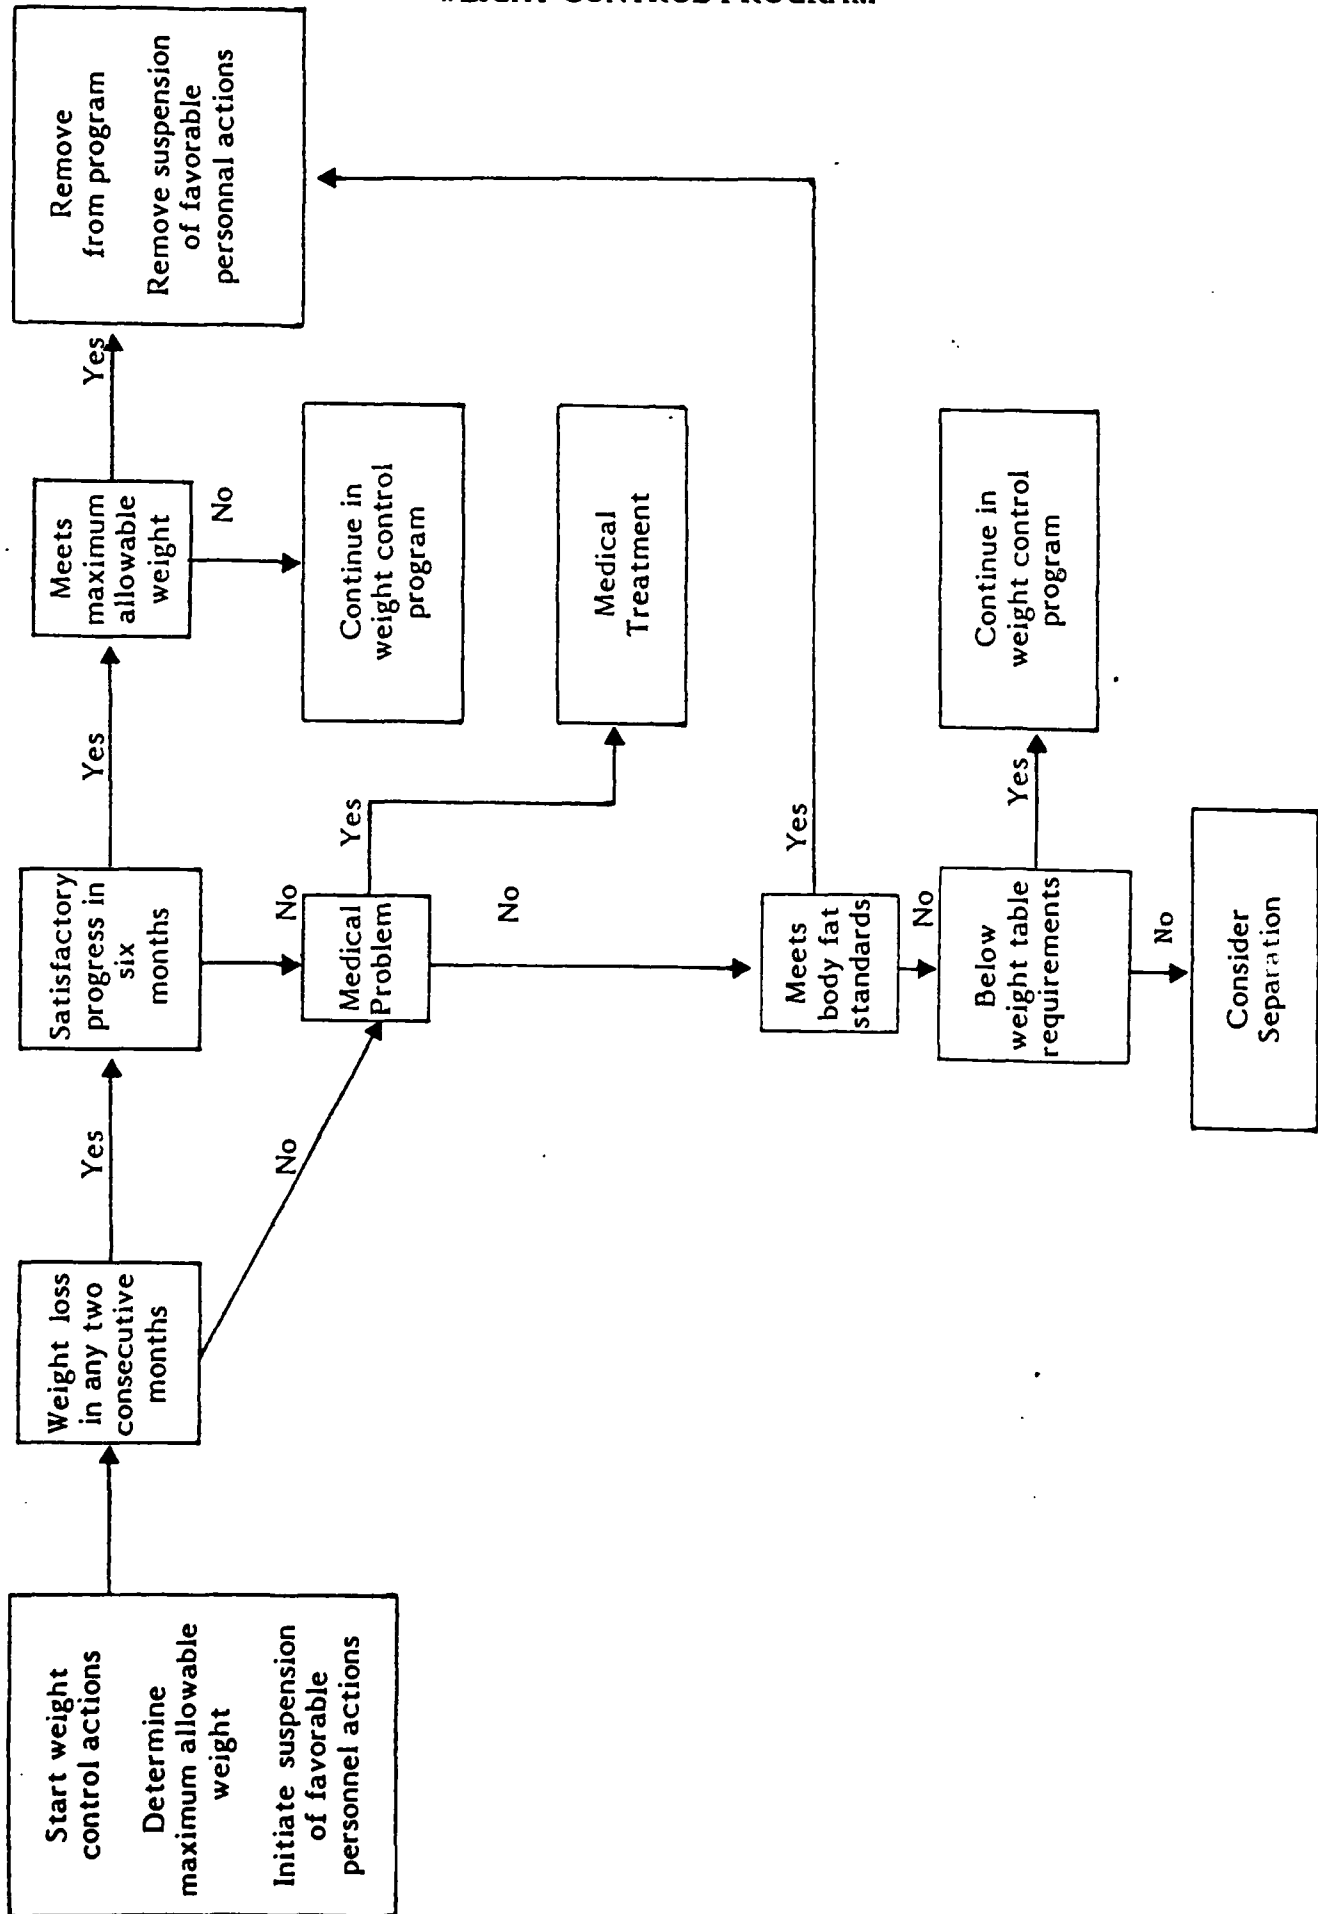 WEIGHT CONTROL PROGRAM
Start weight
control actions
Determine
maximum allowable
weight
Initiate suspension
of favorable
personnel actions
Weight loss
in any two
consecutive
months
Yes
No
Satisfactory
progress in
six
months
Yes
No
Meets
maximum
allowable
weight
Yes
No
Remove
from program
Remove suspension
of favorable
personnal actions
Continue in
weight control
program
Medical
Problem
Yes
No
Medical
Treatment
Meets
body fat
standards
Yes
No
Below
weight table
requirements
Yes
No
Continue in
weight control
program
Consider
Separation